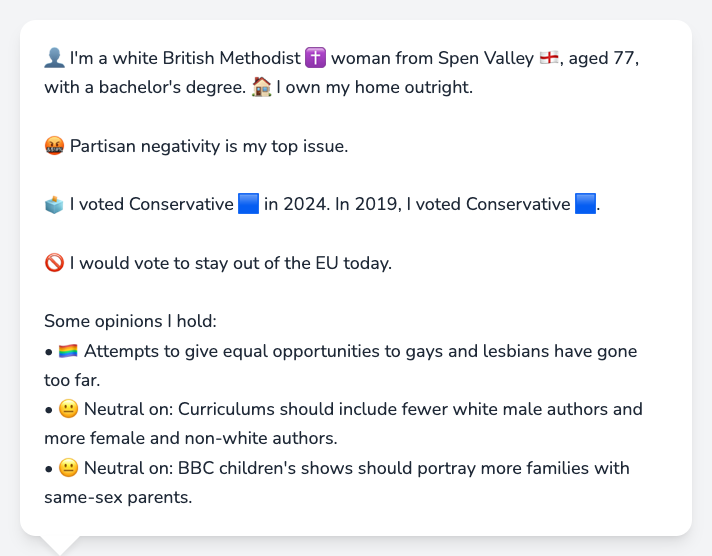 👤 I'm a white British Methodist ✝️ woman from Spen Valley 🏴󠁧󠁢󠁥󠁮󠁧󠁿, aged 77,
with a bachelor's degree. 🏠 I own my home outright.
🤬 Partisan negativity is my top issue.
🗳️ I voted Conservative 🟦 in 2024. In 2019, I voted Conservative 🟦.
🚫 I would vote to stay out of the EU today.
Some opinions I hold:
• 🏳️‍🌈 Attempts to give equal opportunities to gays and lesbians have gone
too far.
• 😐 Neutral on: Curriculums should include fewer white male authors and
more female and non-white authors.
• 😐 Neutral on: BBC children's shows should portray more families with
same-sex parents.